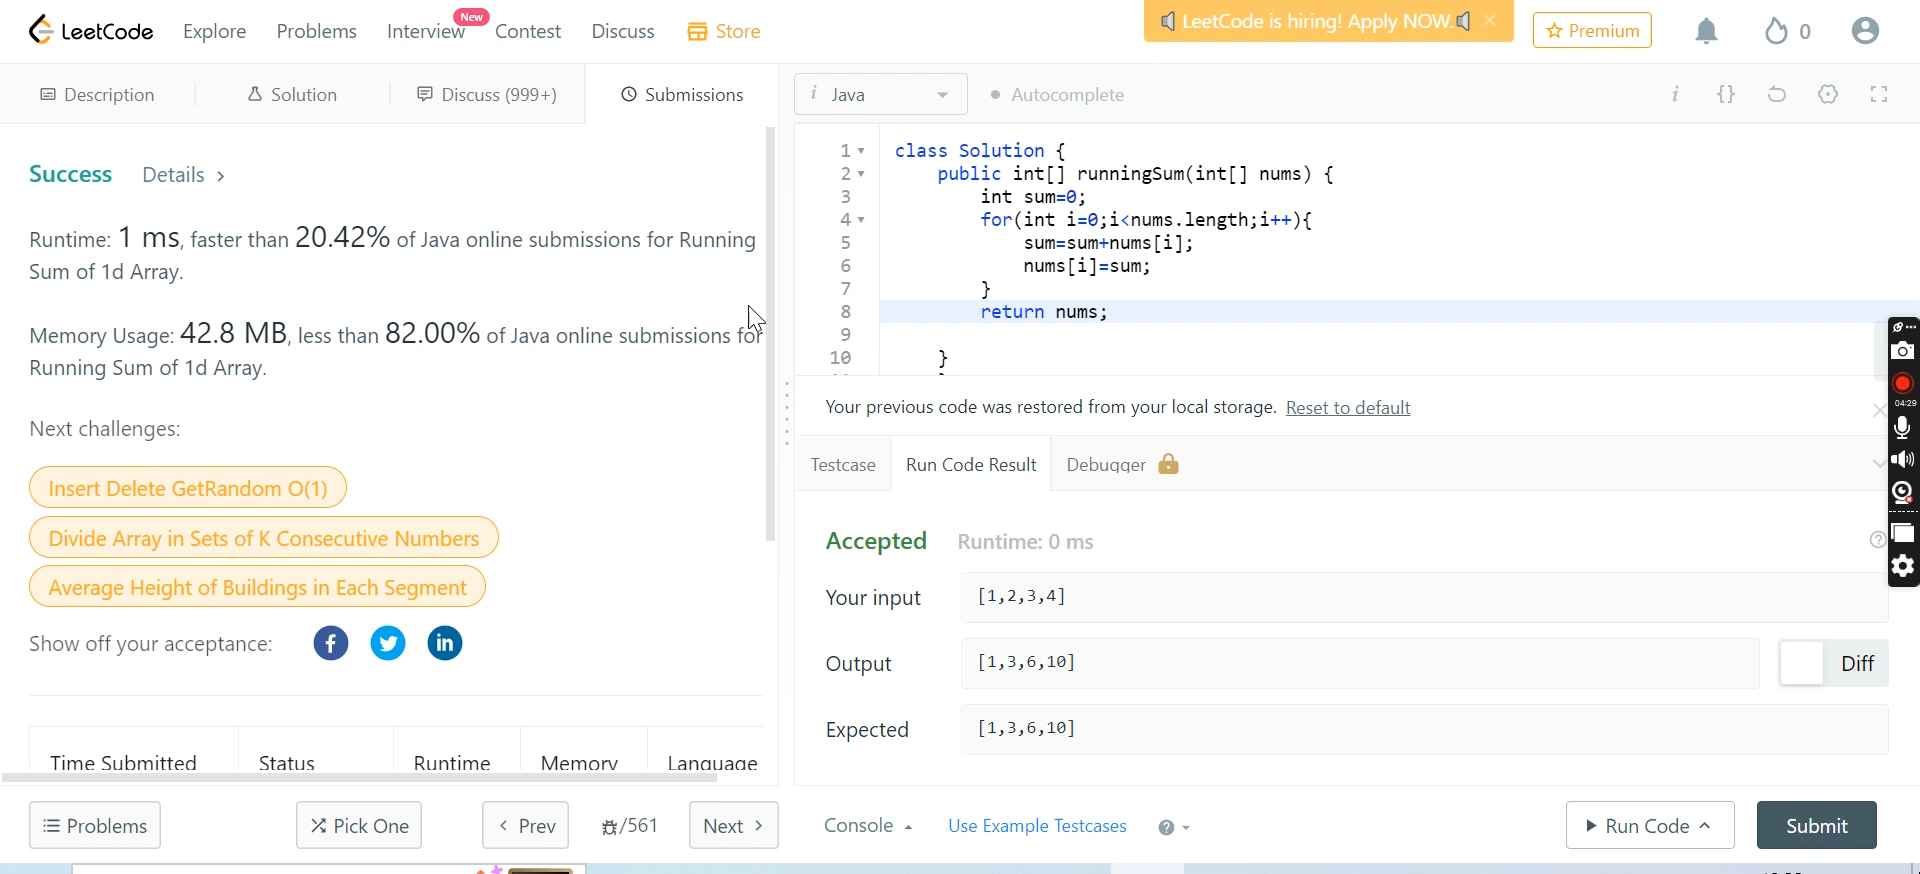 LeetCode Explore Problems Interview New Contest Discuss Store LeetCode is hiring! Apply NOW. × Premium 0
Description Solution Discuss (999+) Submissions
i Java Autocomplete i {}
Success Details >
Runtime: 1 ms, faster than 20.42% of Java online submissions for Running
Sum of 1d Array.
Memory Usage: 42.8 MB, less than 82.00% of Java online submissions for
Running Sum of 1d Array.
Next challenges:
Insert Delete GetRandom O(1)
Divide Array in Sets of K Consecutive Numbers
Average Height of Buildings in Each Segment
Show off your acceptance: f in
Time Submitted Status Runtime Memory Language
Problems Pick One < Prev /561 Next >
1 class Solution {
2 public int[] runningSum(int[] nums) {
3 int sum=0;
4 for(int i=0;i<nums.length;i++){
5 sum=sum+nums[i];
6 nums[i]=sum;
7 }
8 return nums;
9
10 }
Your previous code was restored from your local storage. Reset to default
04:29
Testcase Run Code Result Debugger
Accepted Runtime: 0 ms
Your input [1,2,3,4]
Output [1,3,6,10] Diff
Expected [1,3,6,10]
Console Use Example Testcases ? Run Code Submit